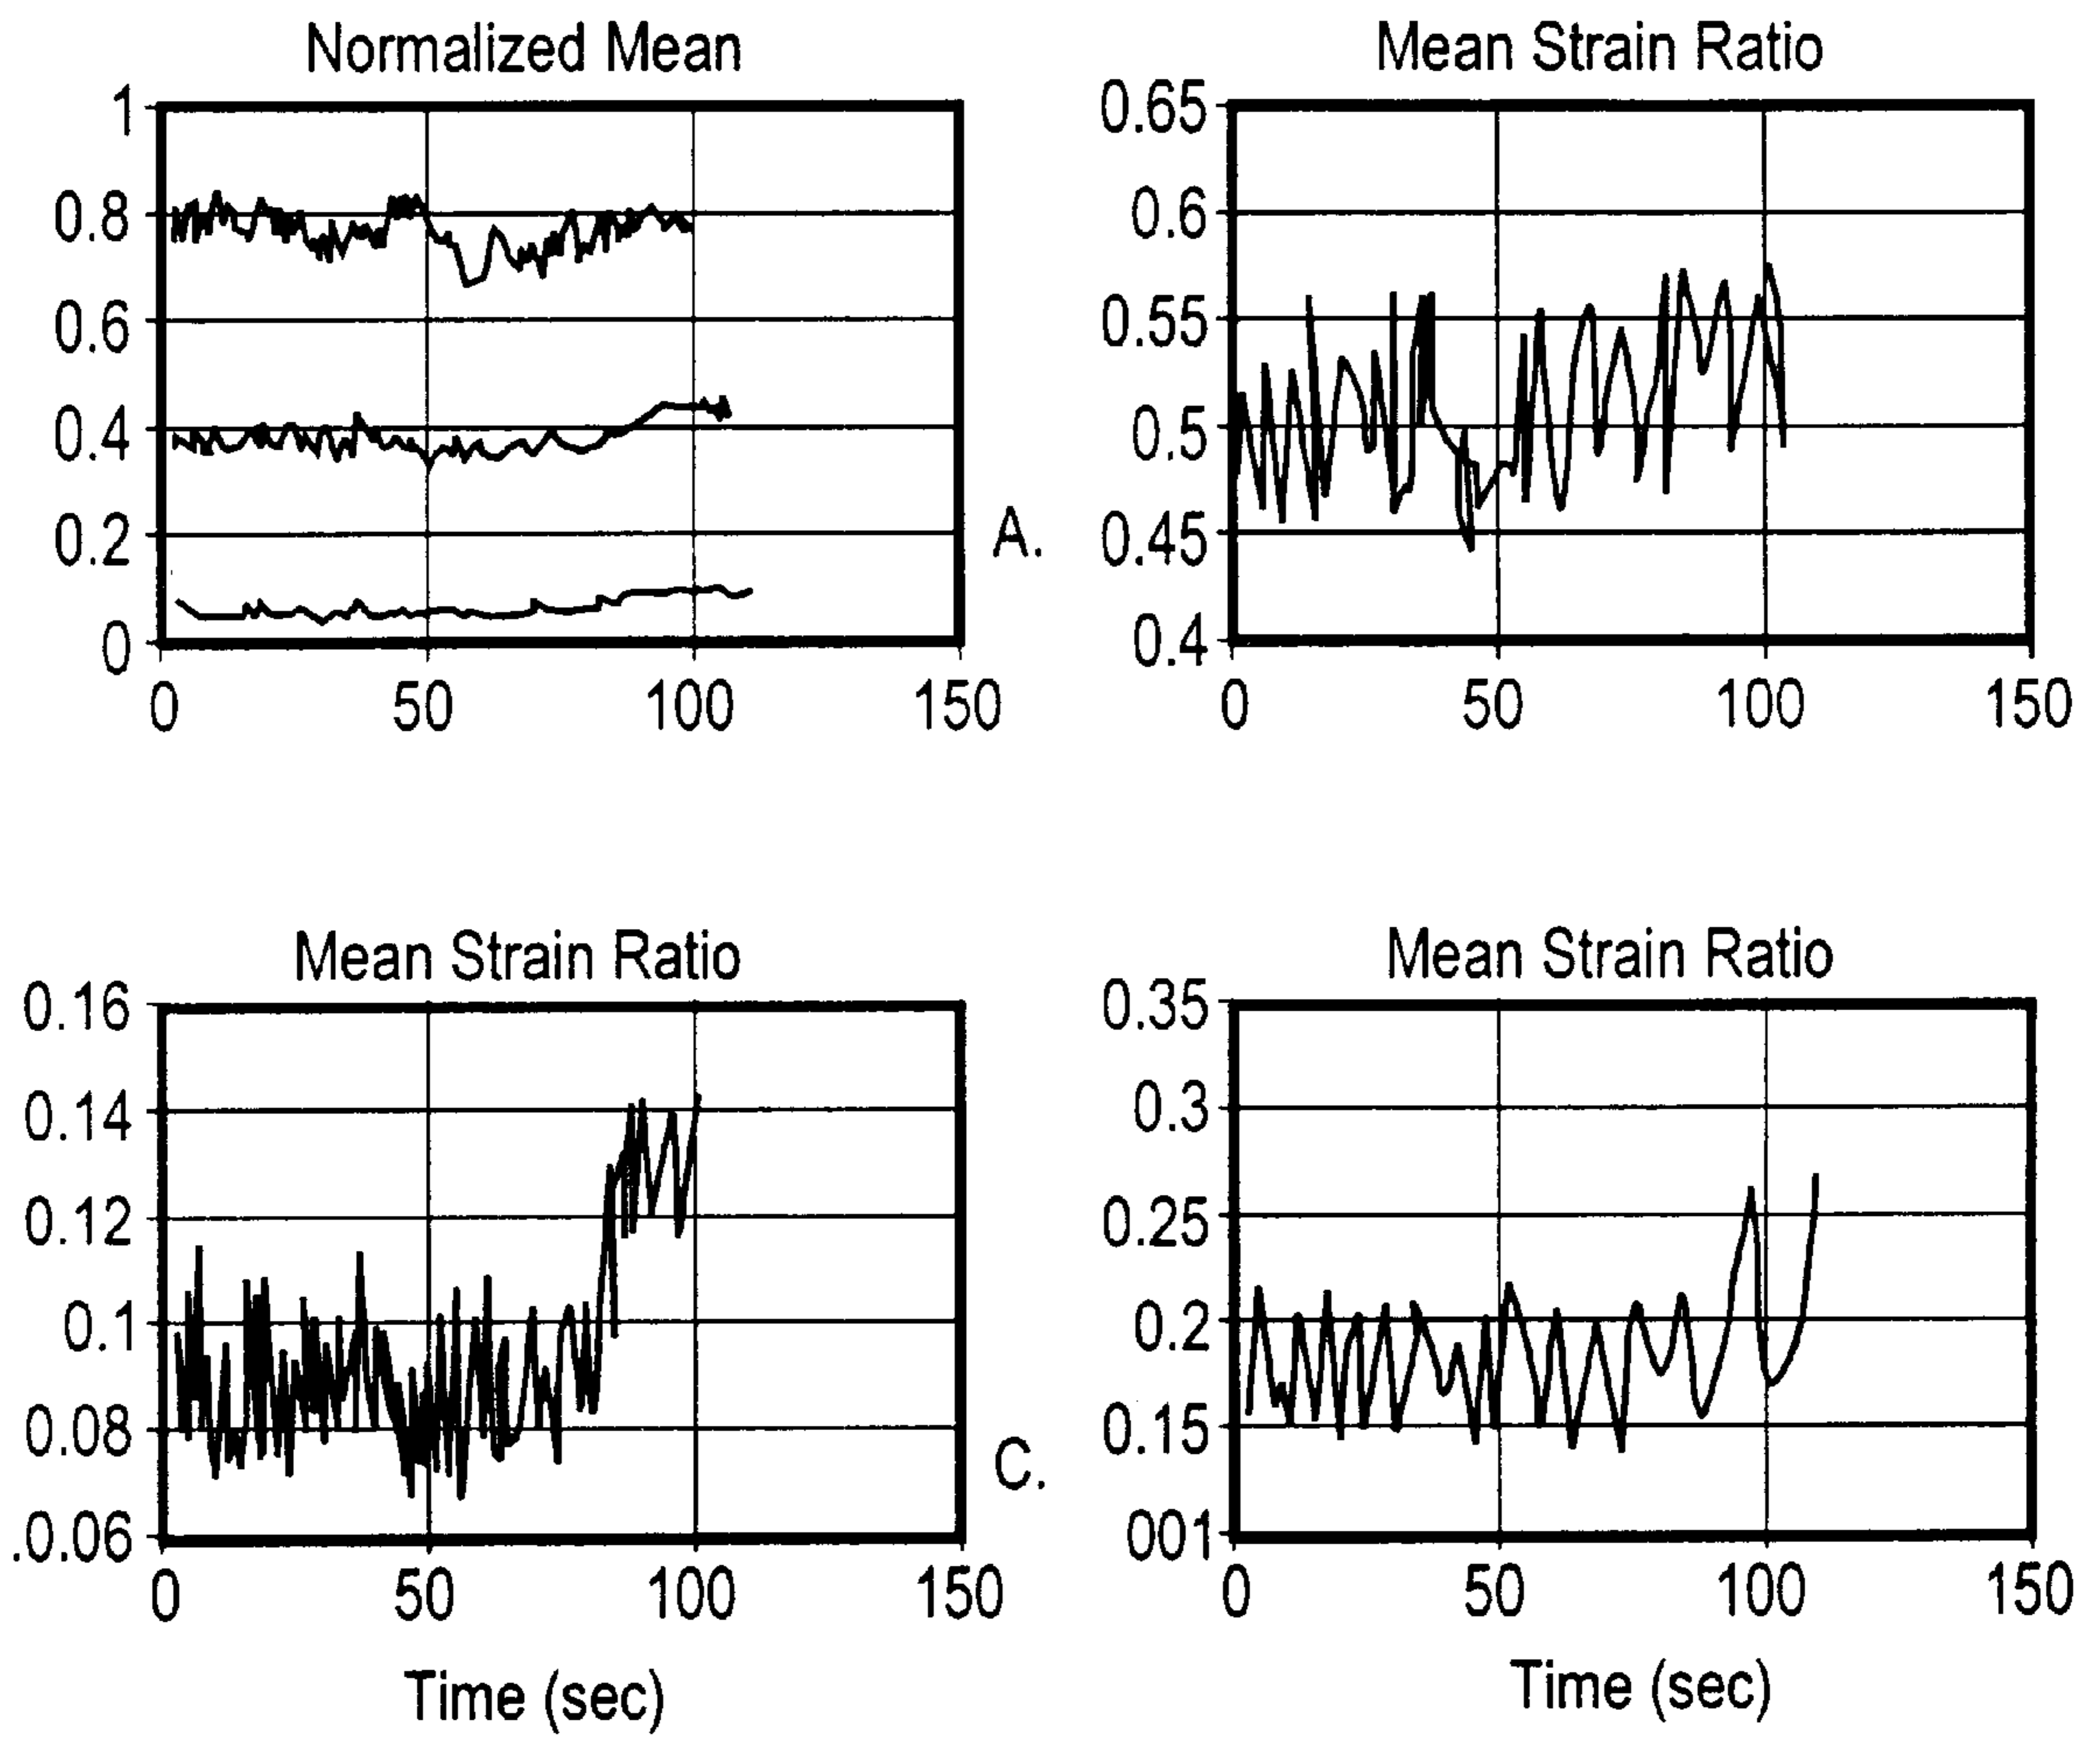 Normalized Mean
1
0.8
0.6
0.4
0.2
0
0 50 100 150
A.
Mean Strain Ratio
0.65
0.6
0.55
0.5
0.45
0.4
0 50 100 150
Mean Strain Ratio
0.16
0.14
0.12
0.1
0.08
.0.06
0 50 100 150
Time (sec)
C.
Mean Strain Ratio
0.35
0.3
0.25
0.2
0.15
001
0 50 100 150
Time (sec)